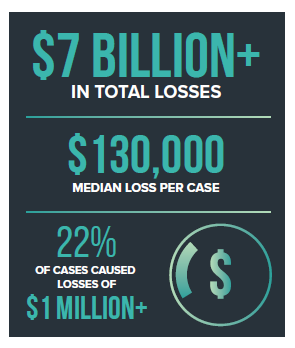 $7 BILLION+
IN TOTAL LOSSES
$130,000
MEDIAN LOSS PER CASE
22%
OF CASES CAUSED
LOSSES OF
$1 MILLION+
$